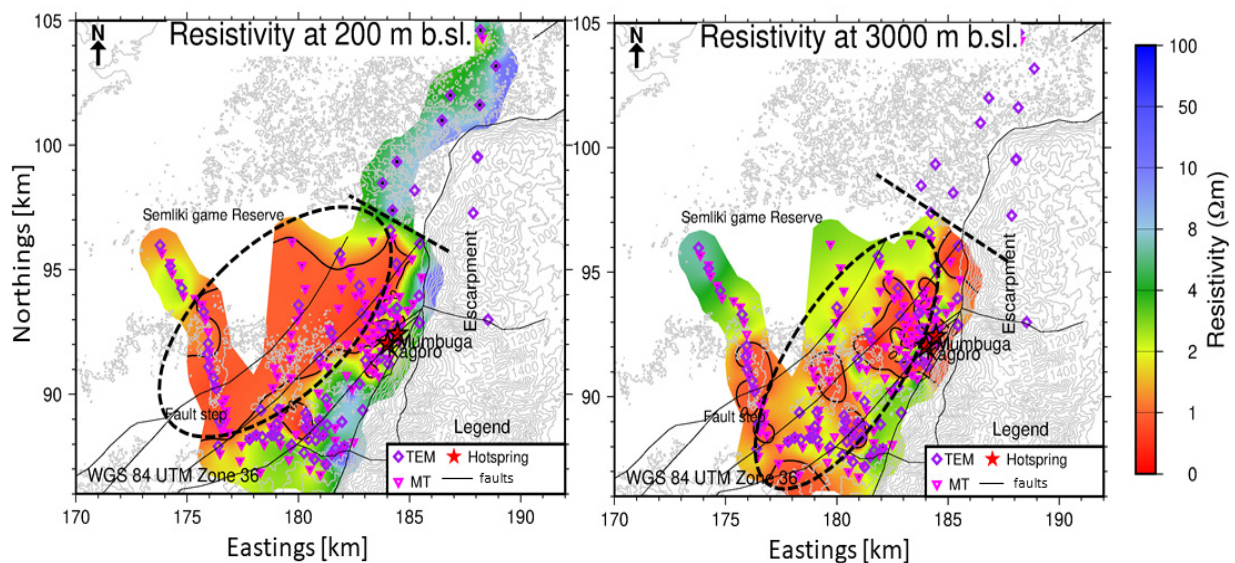 Resistivity at 200 m b.sl.
N
Semliki game Reserve
Escarpment
Mumbuga
Kagoro
Fault step
WGS 84 UTM Zone 36
Legend
TEM
Hotspring
MT
faults
105
100
95
90
170
175
180
185
190
Northings [km]
Eastings [km]
Resistivity at 3000 m b.sl.
N
Semliki game Reserve
Escarpment
Mumbuga
Kagoro
Fault step
WGS 84 UTM Zone 36
Legend
TEM
Hotspring
MT
faults
105
100
95
90
170
175
180
185
190
Eastings [km]
100
50
10
8
4
2
1
0
Resistivity (Ωm)